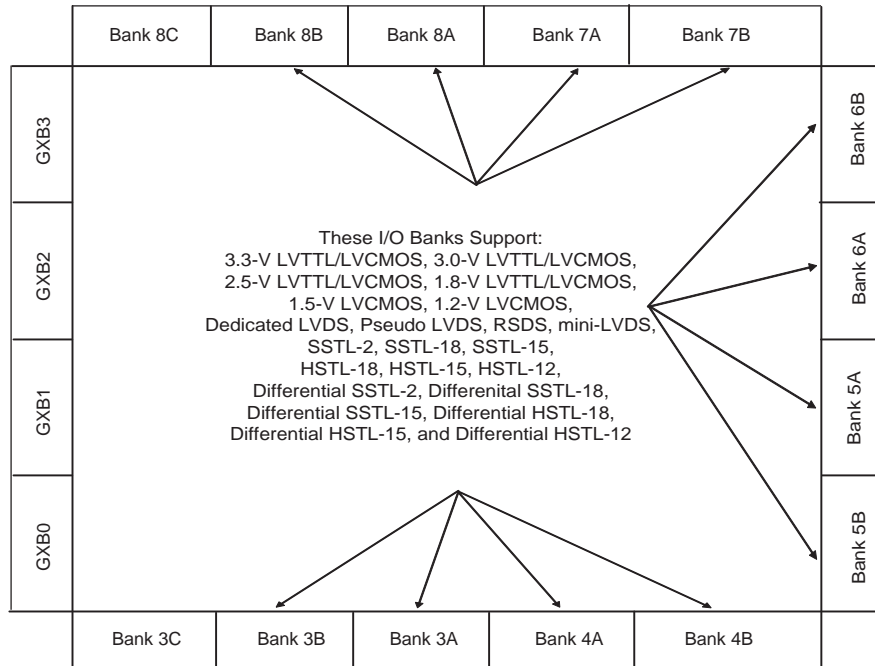 Bank 8C
Bank 8B
Bank 8A
Bank 7A
Bank 7B
GXB3
GXB2
GXB1
GXB0
Bank 6B
Bank 6A
Bank 5A
Bank 5B
These I/O Banks Support:
3.3-V LVTTL/LVCMOS, 3.0-V LVTTL/LVCMOS,
2.5-V LVTTL/LVCMOS, 1.8-V LVTTL/LVCMOS,
1.5-V LVCMOS, 1.2-V LVCMOS,
Dedicated LVDS, Pseudo LVDS, RSDS, mini-LVDS,
SSTL-2, SSTL-18, SSTL-15,
HSTL-18, HSTL-15, HSTL-12,
Differential SSTL-2, Differenital SSTL-18,
Differential SSTL-15, Differential HSTL-18,
Differential HSTL-15, and Differential HSTL-12
Bank 3C
Bank 3B
Bank 3A
Bank 4A
Bank 4B